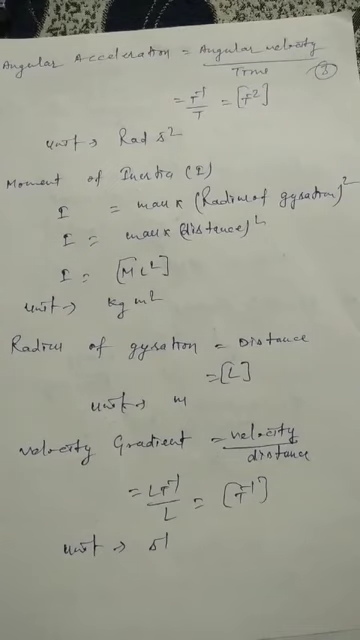 Angular Acceleration = Angular velocity / Time
(3)
= T⁻¹ / T = [T⁻²]
unit → Rad s⁻²
Moment of Inertia (I)
I = mass x (Radius of gyration)²
I = mass x (distance)²
I = [ML²]
unit → kg m²
Radius of gyration = Distance
= [L]
unit → m
velocity Gradient = velocity / distance
= LT⁻¹ / L = [T⁻¹]
unit → s⁻¹